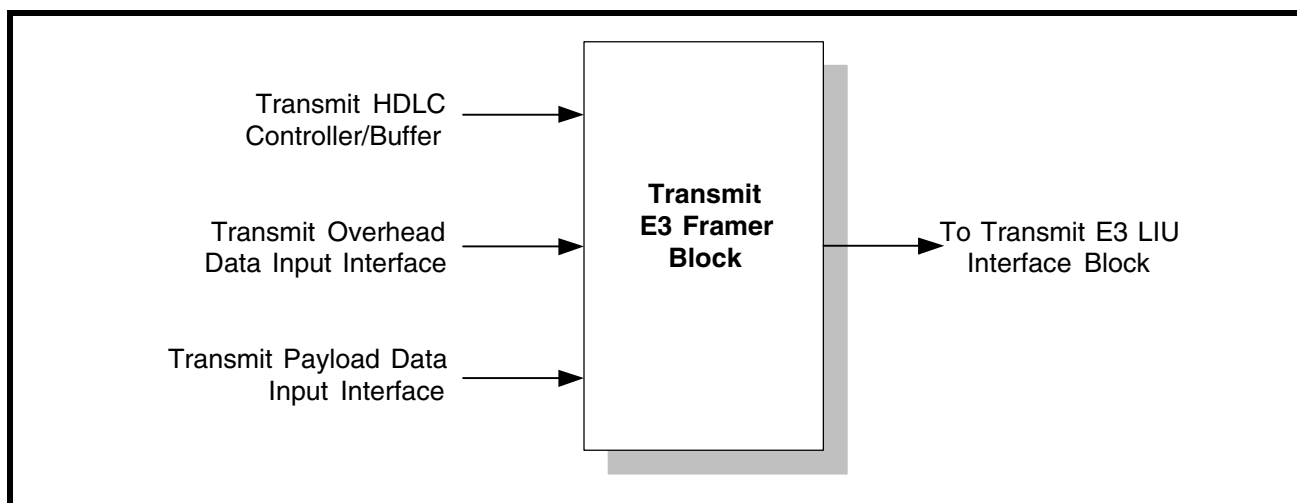 Transmit HDLC
Controller/Buffer
Transmit Overhead
Data Input Interface
Transmit Payload Data
Input Interface
Transmit
E3 Framer
Block
To Transmit E3 LIU
Interface Block